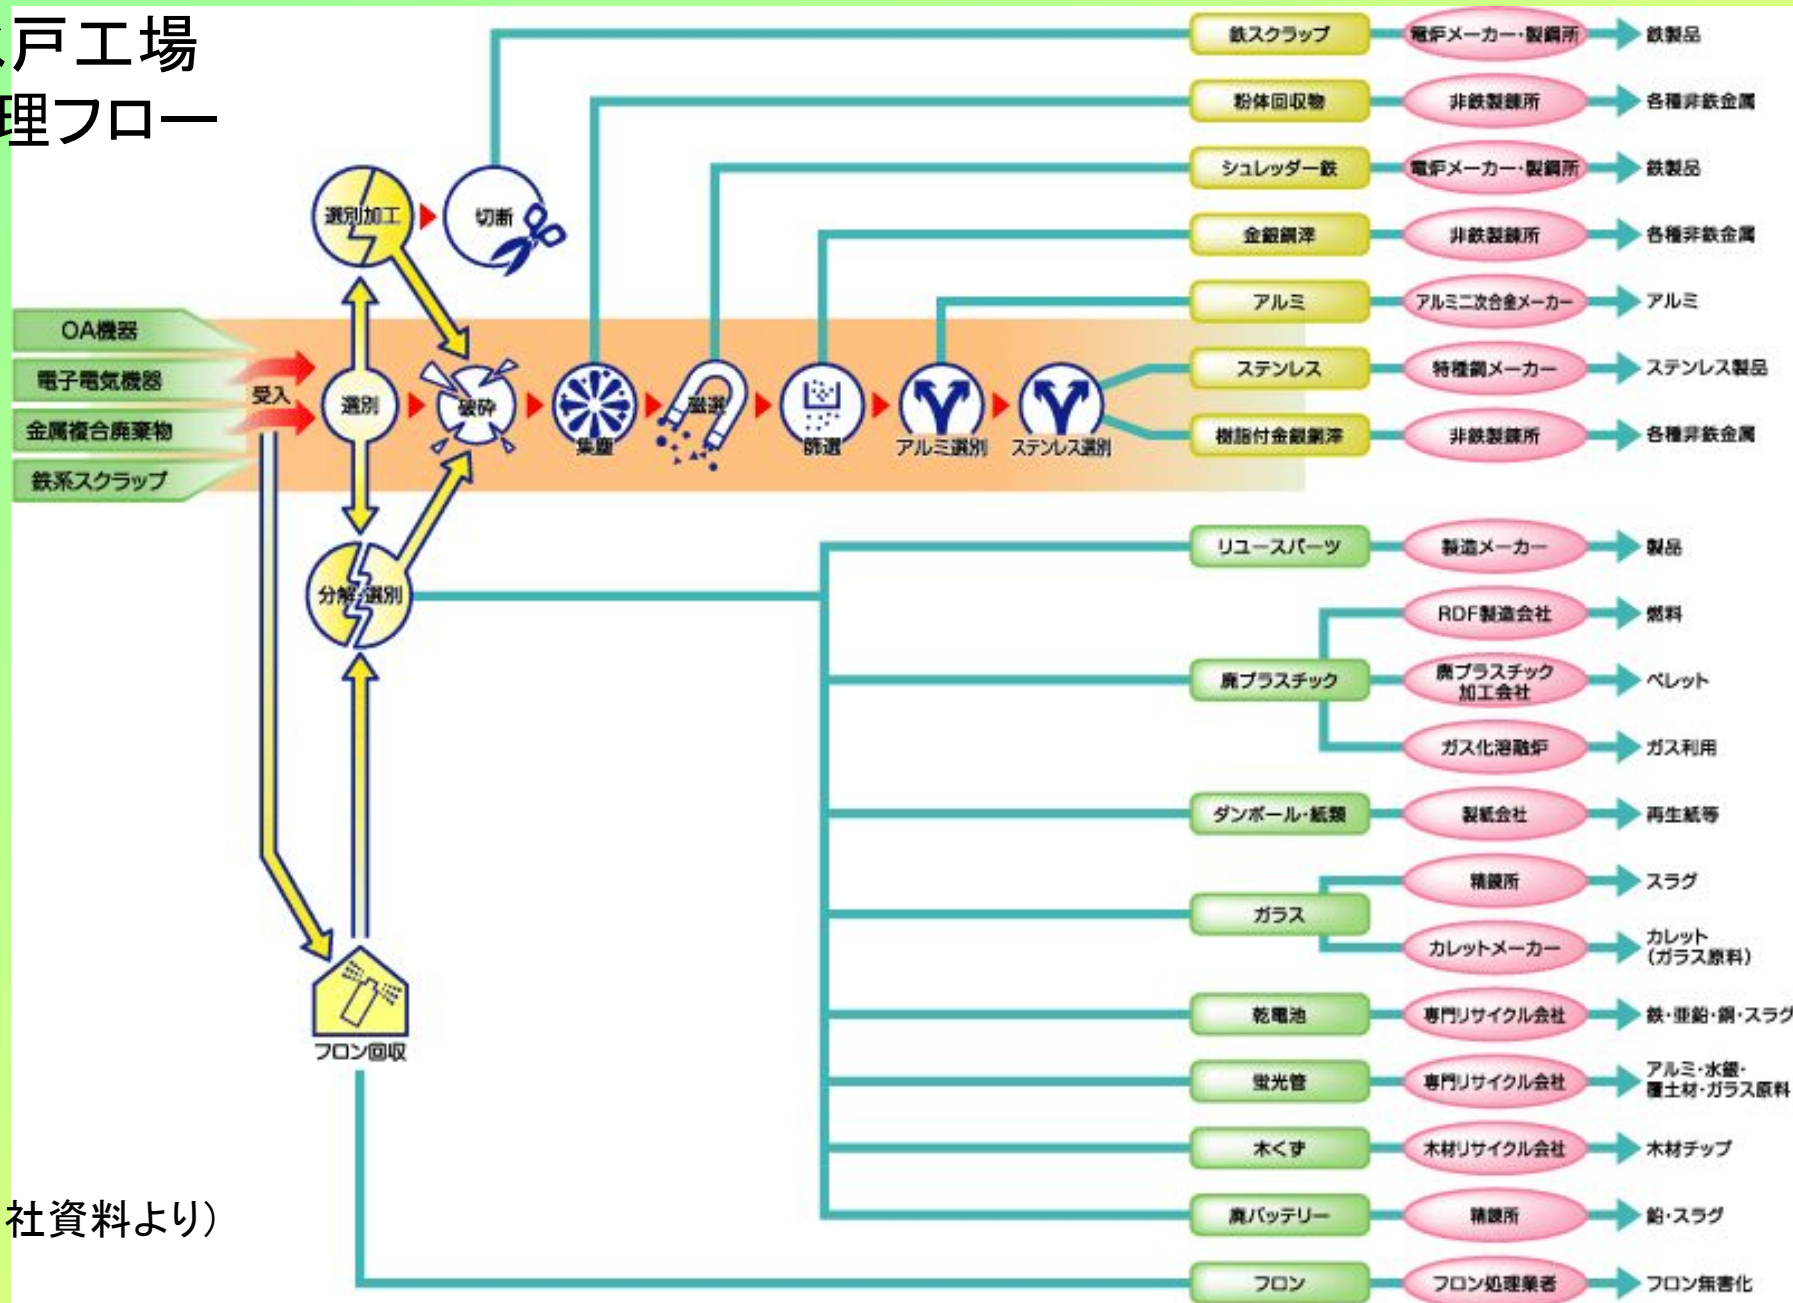 戸工場
理フロー
鉄スクラップ
電炉メーカー・製鋼所
鉄製品
粉体回収物
非鉄製錬所
各種非鉄金属
シュレッダー鉄
電炉メーカー・製鋼所
鉄製品
選別加工
切断
金銀銅滓
非鉄製錬所
各種非鉄金属
アルミ
アルミ二次合金メーカー
アルミ
OA機器
電子電気機器
金属複合廃棄物
鉄系スクラップ
受入
選別
破砕
集塵
磁選
篩選
アルミ選別
ステンレス選別
ステンレス
特種鋼メーカー
ステンレス製品
樹脂付金銀銅滓
非鉄製錬所
各種非鉄金属
分解・選別
リユースパーツ
製造メーカー
製品
RDF製造会社
燃料
廃プラスチック
廃プラスチック
加工会社
ペレット
ガス化溶融炉
ガス利用
ダンボール・紙類
製紙会社
再生紙等
ガラス
精錬所
スラグ
カレットメーカー
カレット
(ガラス原料)
フロン回収
乾電池
専門リサイクル会社
鉄・亜鉛・銅・スラグ
蛍光管
専門リサイクル会社
アルミ・水銀・
覆土材・ガラス原料
木くず
木材リサイクル会社
木材チップ
廃バッテリー
精錬所
鉛・スラグ
社資料より)
フロン
フロン処理業者
フロン無害化